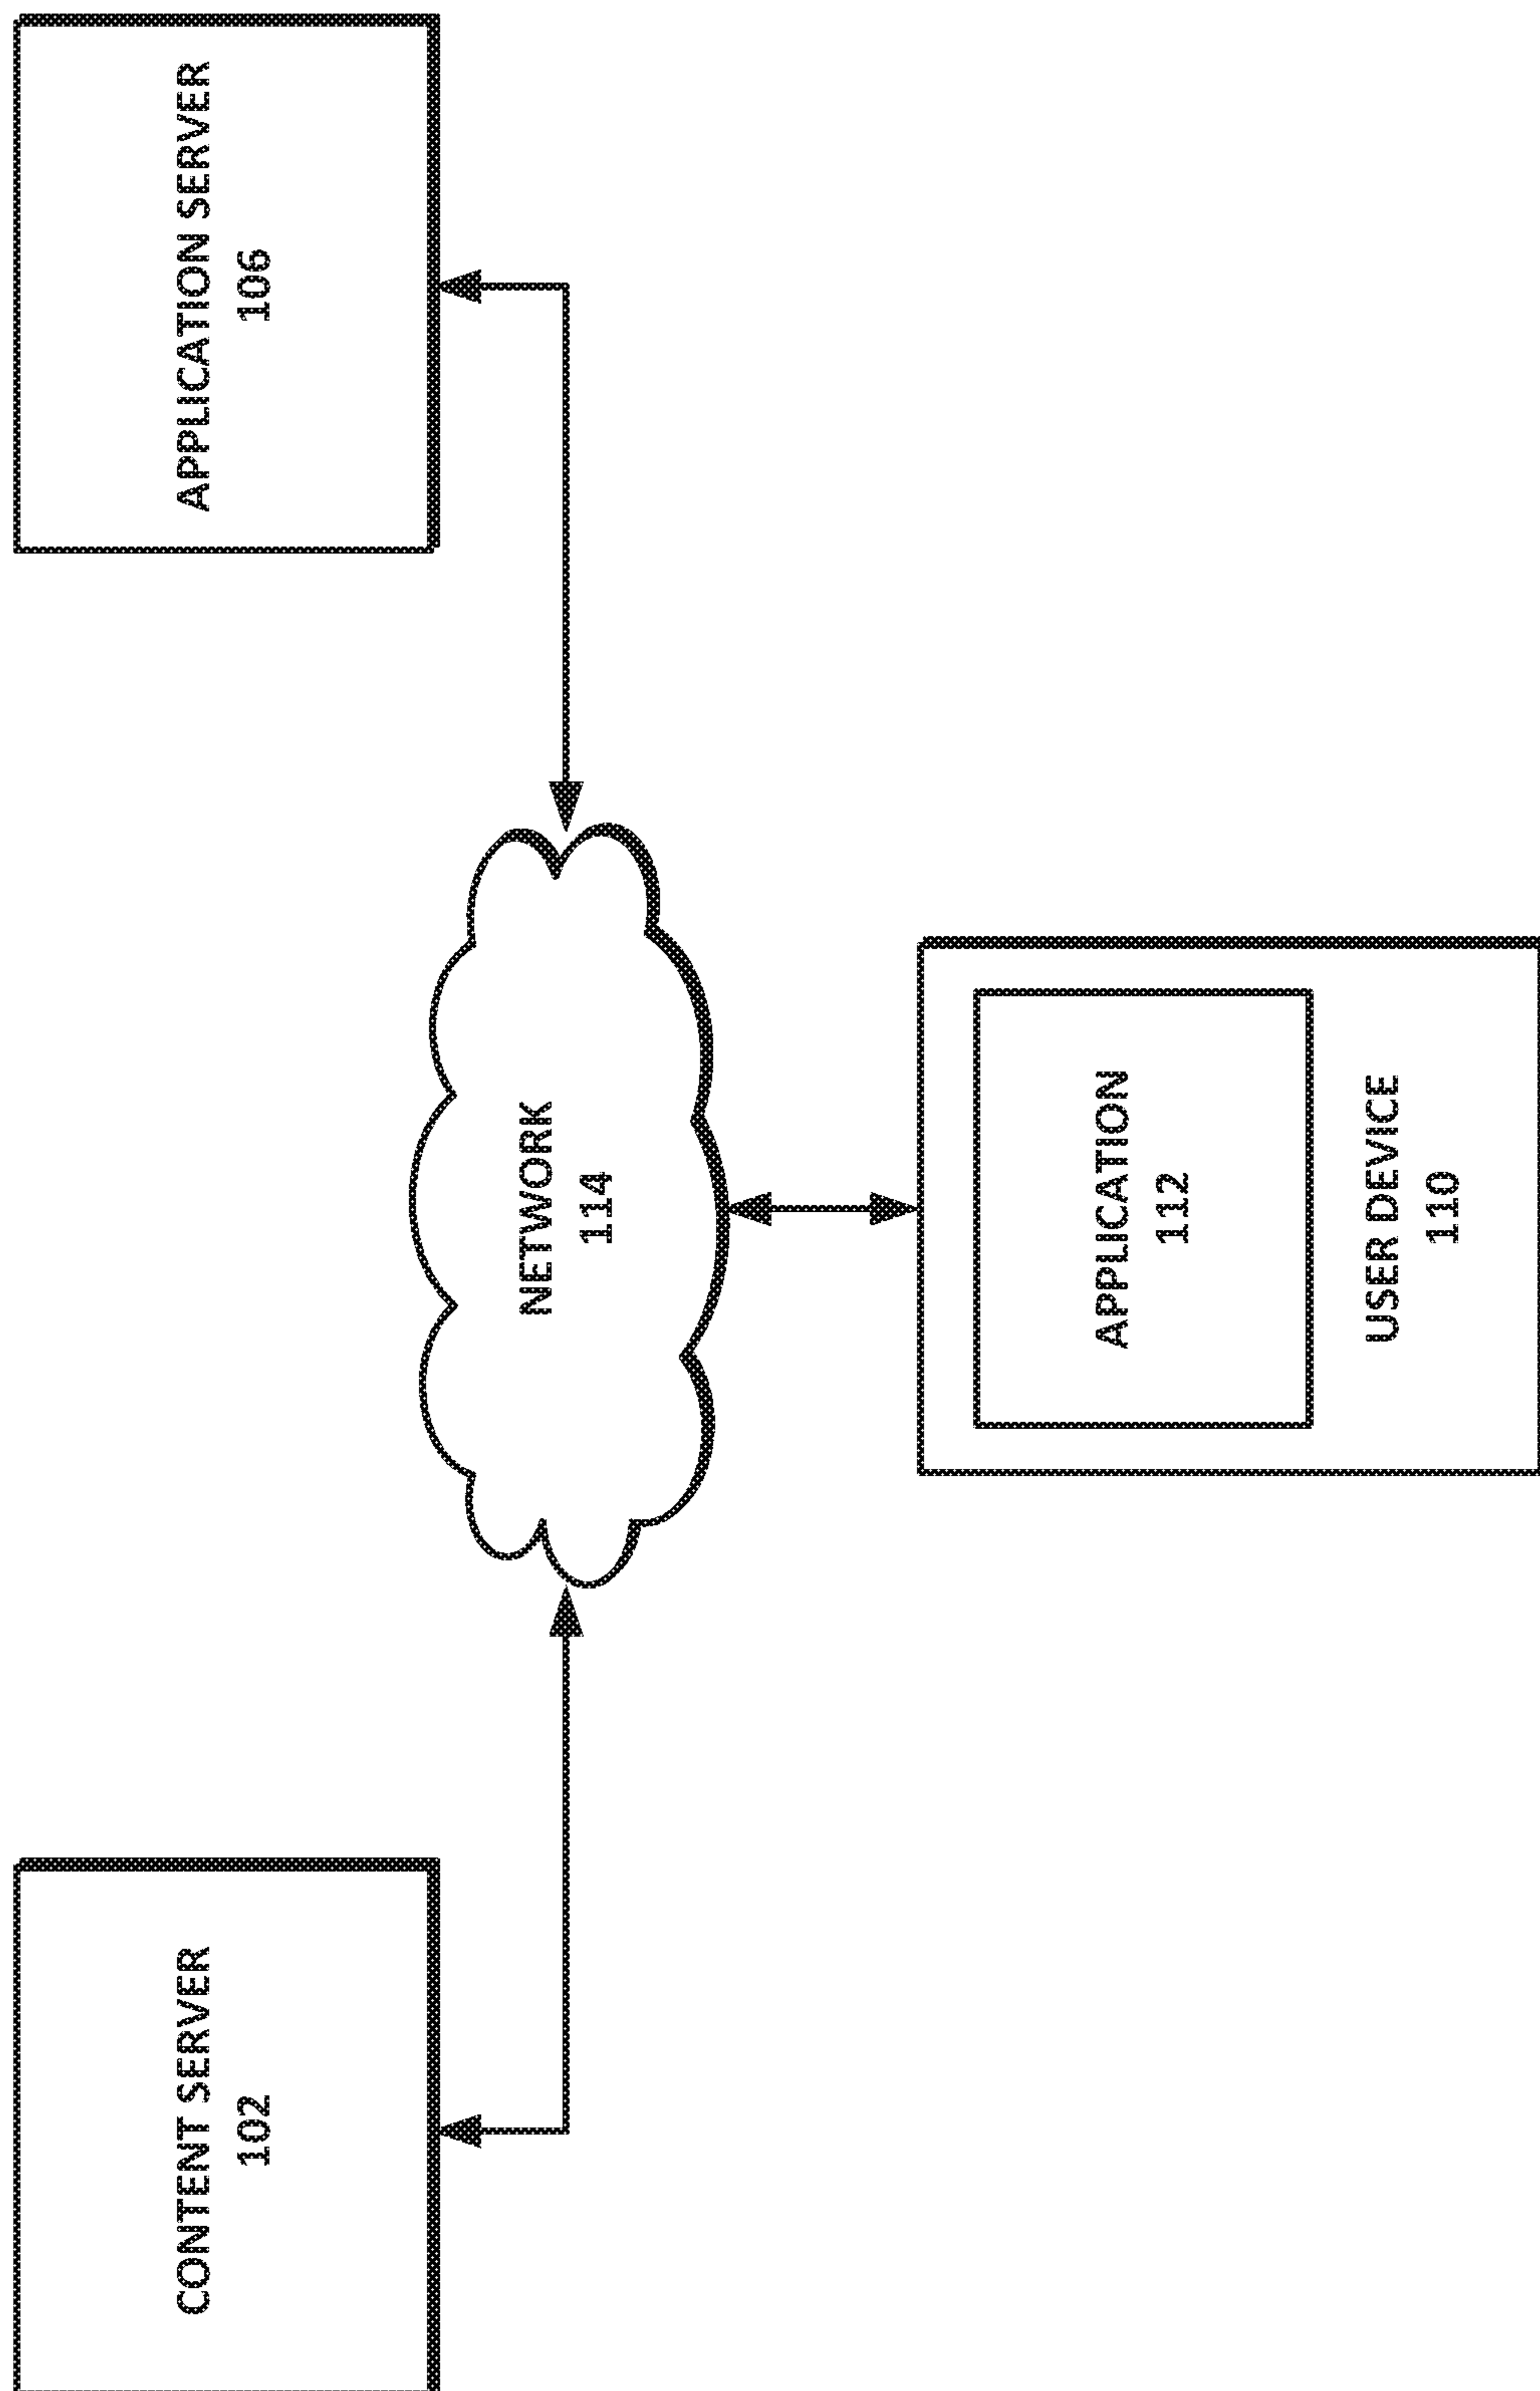 CONTENT SERVER
102
APPLICATION SERVER
106
NETWORK
114
APPLICATION
112
USER DEVICE
110